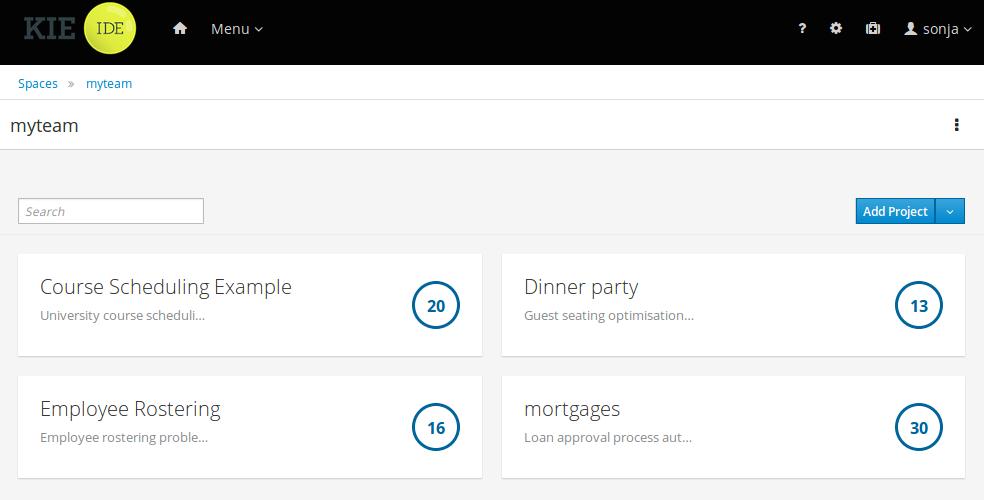 KIE IDE Menu ? sonja
Spaces » myteam
myteam
Search Add Project
Course Scheduling Example
University course scheduli...
20
Dinner party
Guest seating optimisation...
13
Employee Rostering
Employee rostering proble...
16
mortgages
Loan approval process aut...
30